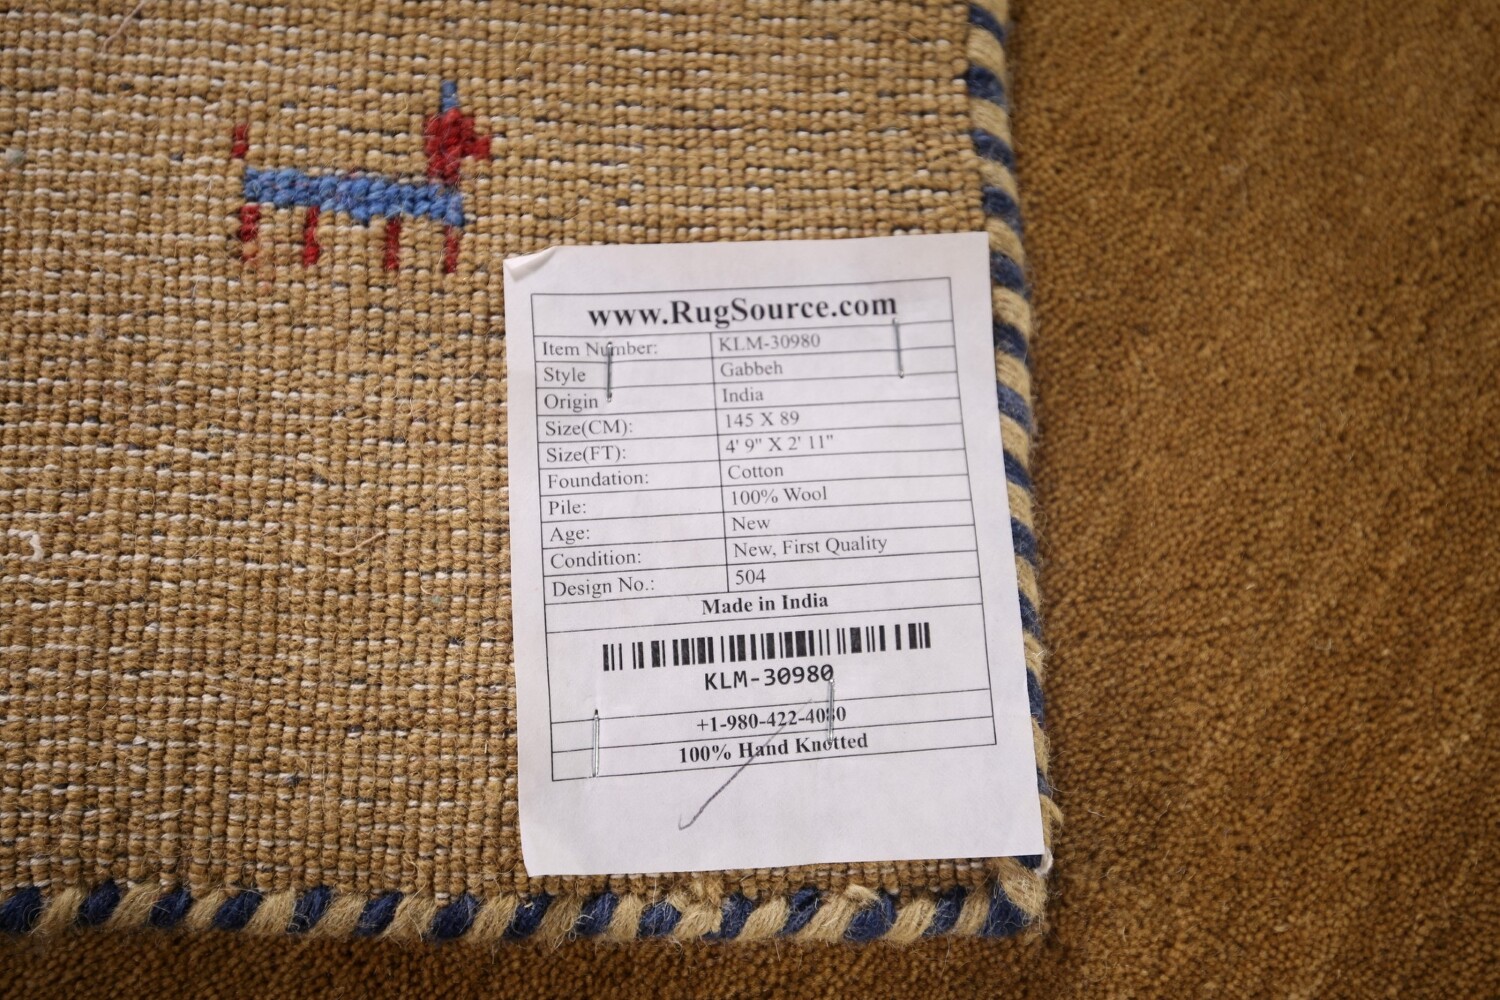 www.RugSource.com
Item Number: KLM-30980
Style Gabbeh
Origin India
Size(CM): 145 X 89
Size(FT): 4' 9" X 2' 11"
Foundation: Cotton
Pile: 100% Wool
Age: New
Condition: New, First Quality
Design No.: 504
Made in India
KLM-30980
+1-980-422-4080
100% Hand Knotted